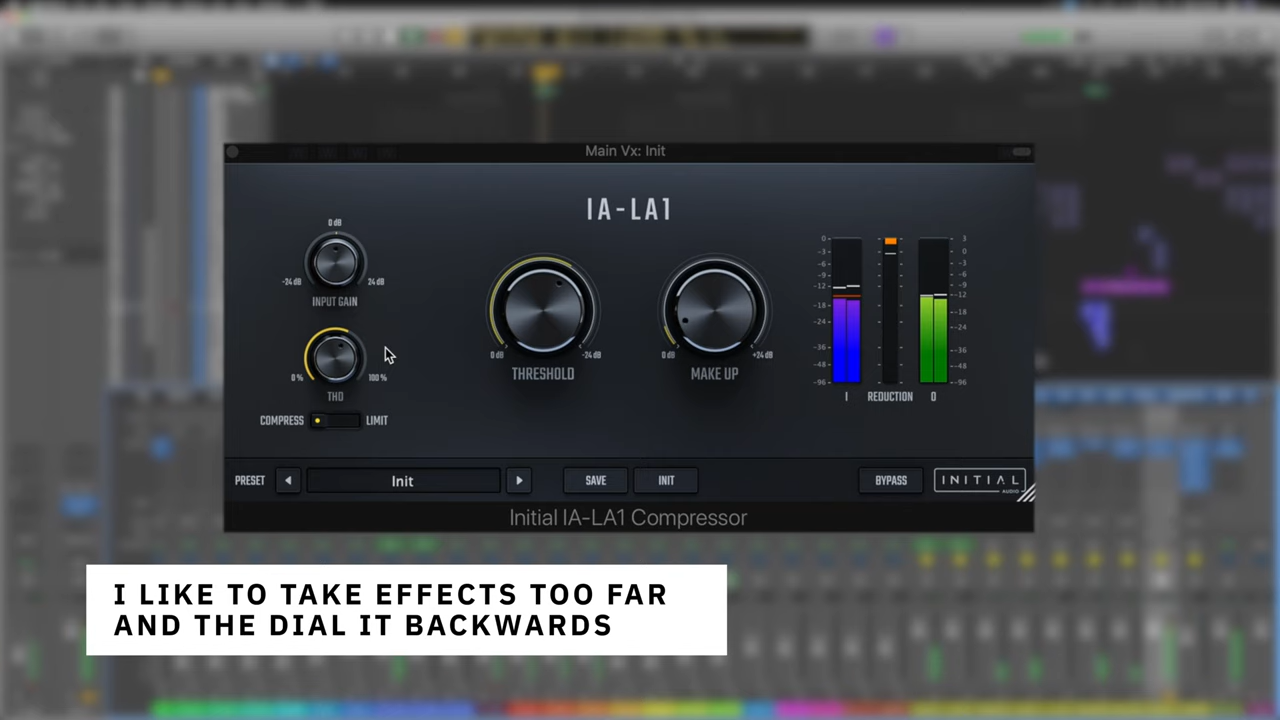 Main Vx: Init
IA-LA1
0 dB
-24 dB
24 dB
INPUT GAIN
0 %
100 %
THD
COMPRESS
LIMIT
0 dB
-24 dB
THRESHOLD
0 dB
+24 dB
MAKE UP
0
-3
-6
-9
-12
-18
-24
-36
-48
-96
3
0
-3
-6
-9
-12
-18
-24
-36
-48
-96
I
REDUCTION
O
PRESET
Init
SAVE
INIT
BYPASS
INITIAL
AUDIO
Initial IA-LA1 Compressor
I LIKE TO TAKE EFFECTS TOO FAR
AND THE DIAL IT BACKWARDS